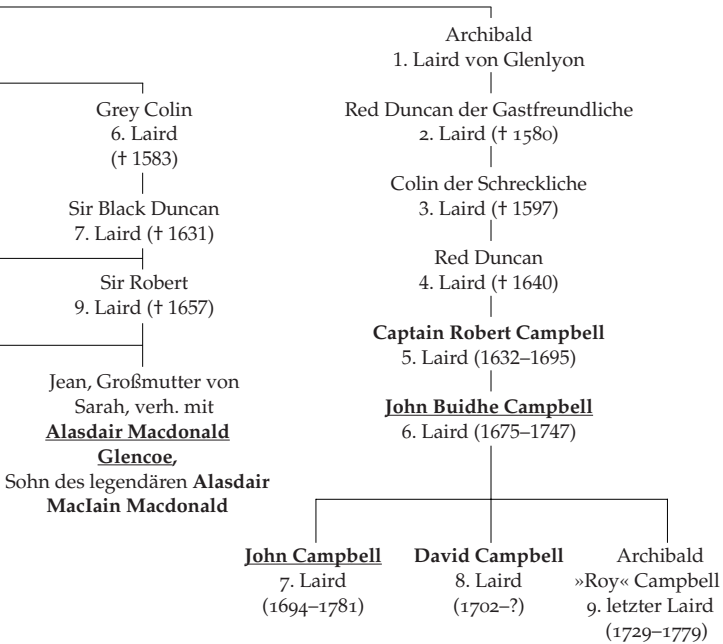 Archibald
1. Laird von Glenlyon
Grey Colin
6. Laird
(† 1583)
Red Duncan der Gastfreundliche
2. Laird († 1580)
Colin der Schreckliche
3. Laird († 1597)
Sir Black Duncan
7. Laird († 1631)
Red Duncan
4. Laird († 1640)
Sir Robert
9. Laird († 1657)
Captain Robert Campbell
5. Laird (1632–1695)
Jean, Großmutter von
Sarah, verh. mit
Alasdair Macdonald
Glencoe,
Sohn des legendären Alasdair
MacIain Macdonald
John Buidhe Campbell
6. Laird (1675–1747)
John Campbell
7. Laird
(1694–1781)
David Campbell
8. Laird
(1702–?)
Archibald
»Roy« Campbell
9. letzter Laird
(1729–1779)